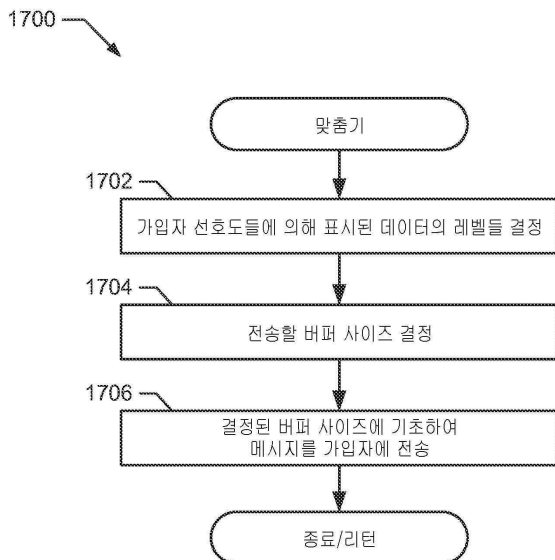 1700
맞춤기
1702
가입자 선호도들에 의해 표시된 데이터의 레벨들 결정
1704
전송할 버퍼 사이즈 결정
1706
결정된 버퍼 사이즈에 기초하여
메시지를 가입자에 전송
종료/리턴